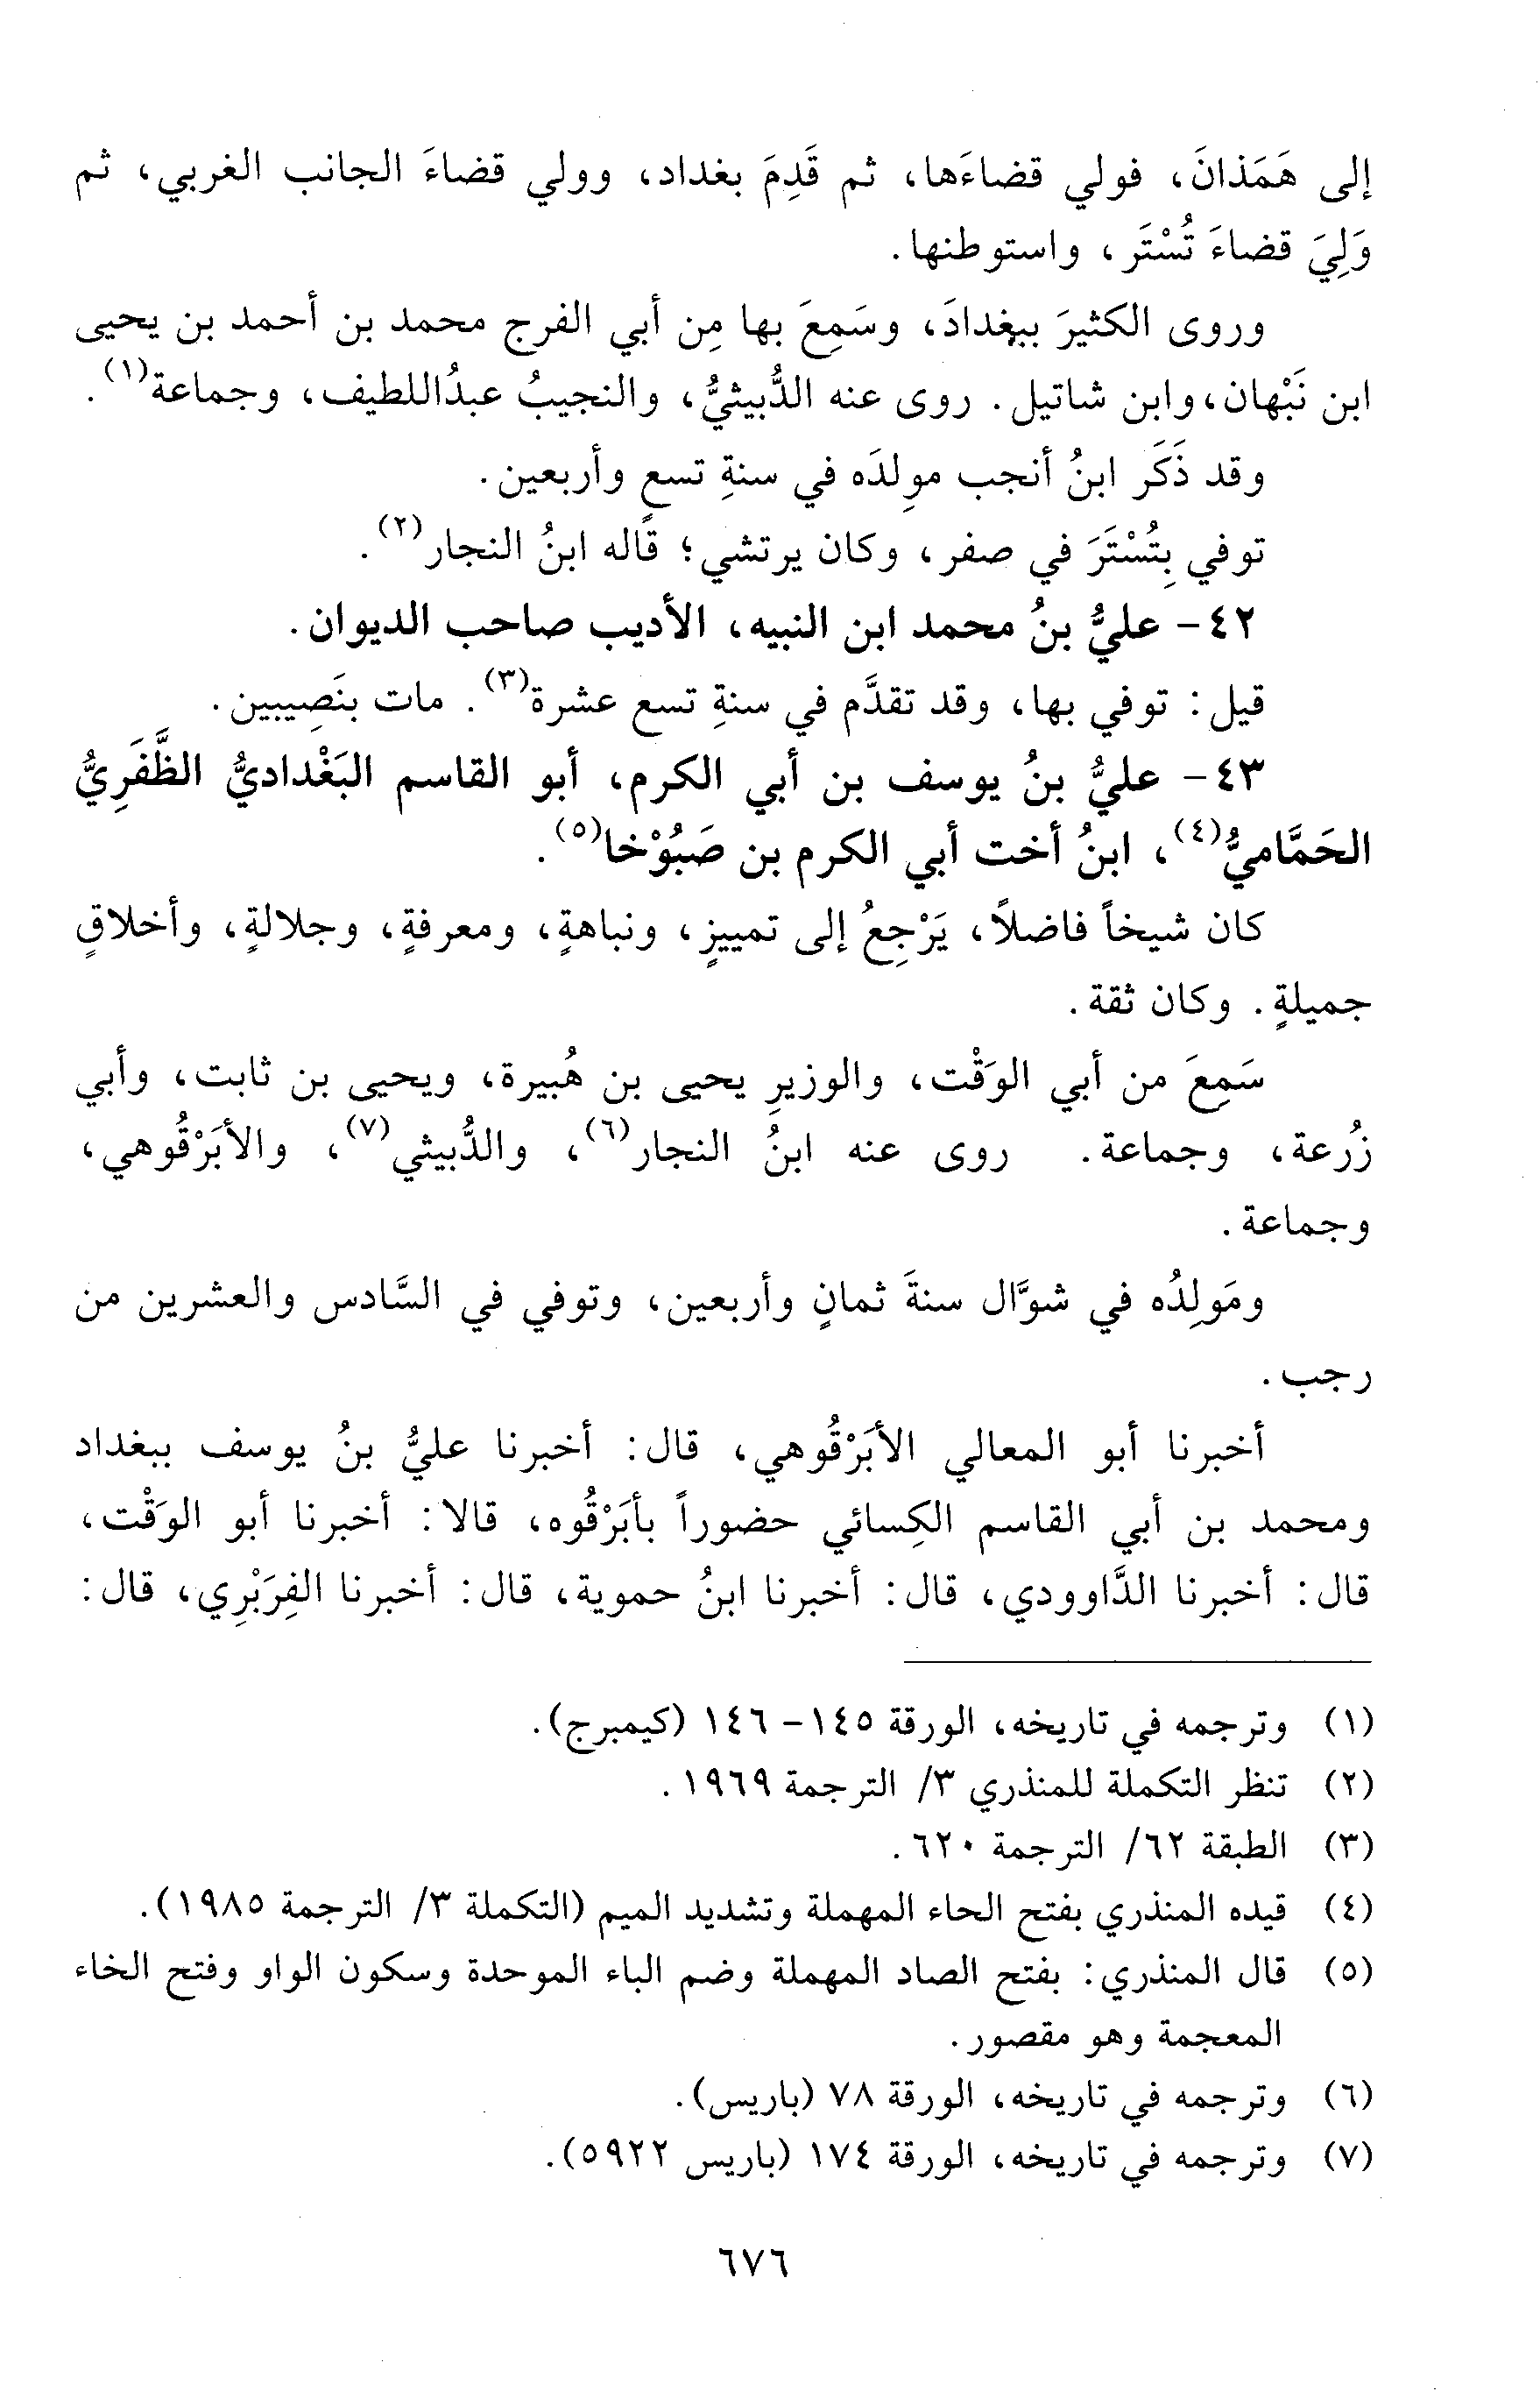 إلى هَمَذانَ، فولي قضاءَها، ثم قَدِمَ بغداد، وولي قضاءَ الجانب الغربي، ثم
وَلِيَ قضاءَ تُسْتَر، واستوطنها.
وروى الكثيرَ ببغدادَ، وسَمِعَ بها مِن أبي الفرج محمد بن أحمد بن يحيى
ابن نَبْهان، وابن شاتيل. روى عنه الدُّبيثيُّ، والنجيبُ عبدُاللطيف، وجماعة(١).
وقد ذَكَر ابنُ أنجب مولِدَه في سنةِ تسعٍ وأربعين.
توفي بِتُسْتَرَ في صفر، وكان يرتشي؛ قاله ابنُ النجار(٢).
٤٢- عليُّ بنُ محمد ابن النبيه، الأديب صاحب الديوان.
قيل: توفي بها، وقد تقدَّم في سنةِ تسع عشرة(٣). مات بنَصِيبين.
٤٣- عليُّ بنُ يوسف بن أبي الكرم، أبو القاسم البَغْداديُّ الظَّفَرِيُّ
الحَمَّاميُّ(٤)، ابنُ أخت أبي الكرم بن صَبُوْخا(٥).
كان شيخاً فاضلاً، يَرْجِعُ إلى تمييزٍ، ونباهةٍ، ومعرفةٍ، وجلالةٍ، وأخلاقٍ
جميلةٍ. وكان ثقة.
سَمِعَ من أبي الوَقْت، والوزيرِ يحيى بن هُبيرة، ويحيى بن ثابت، وأبي
زُرعة، وجماعة. روى عنه ابنُ النجار(٦)، والدُّبيثي(٧)، والأبَرْقُوهي،
وجماعة.
ومَولِدُه في شوَّال سنةَ ثمانٍ وأربعين، وتوفي في السَّادس والعشرين من
رجب.
أخبرنا أبو المعالي الأبَرْقُوهي، قال: أخبرنا عليُّ بنُ يوسف ببغداد
ومحمد بن أبي القاسم الكِسائي حضوراً بأبَرْقُوه، قالا: أخبرنا أبو الوَقْت،
قال: أخبرنا الدَّاوودي، قال: أخبرنا ابنُ حموية، قال: أخبرنا الفِرَبْرِي، قال:
(١) وترجمه في تاريخه، الورقة ١٤٥- ١٤٦ (كيمبرج).
(٢) تنظر التكملة للمنذري ٣/ الترجمة ١٩٦٩.
(٣) الطبقة ٦٢/ الترجمة ٦٢٠.
(٤) قيده المنذري بفتح الحاء المهملة وتشديد الميم (التكملة ٣/ الترجمة ١٩٨٥).
(٥) قال المنذري: بفتح الصاد المهملة وضم الباء الموحدة وسكون الواو وفتح الخاء
المعجمة وهو مقصور.
(٦) وترجمه في تاريخه، الورقة ٧٨ (باريس).
(٧) وترجمه في تاريخه، الورقة ١٧٤ (باريس ٥٩٢٢).
٦٧٦